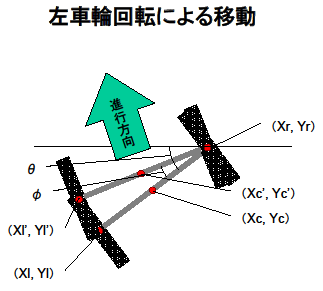 左車輪回転による移動
進行方向
(Xr, Yr)
θ
φ
(Xc', Yc')
(Xc, Yc)
(Xl', Yl')
(Xl, Yl)